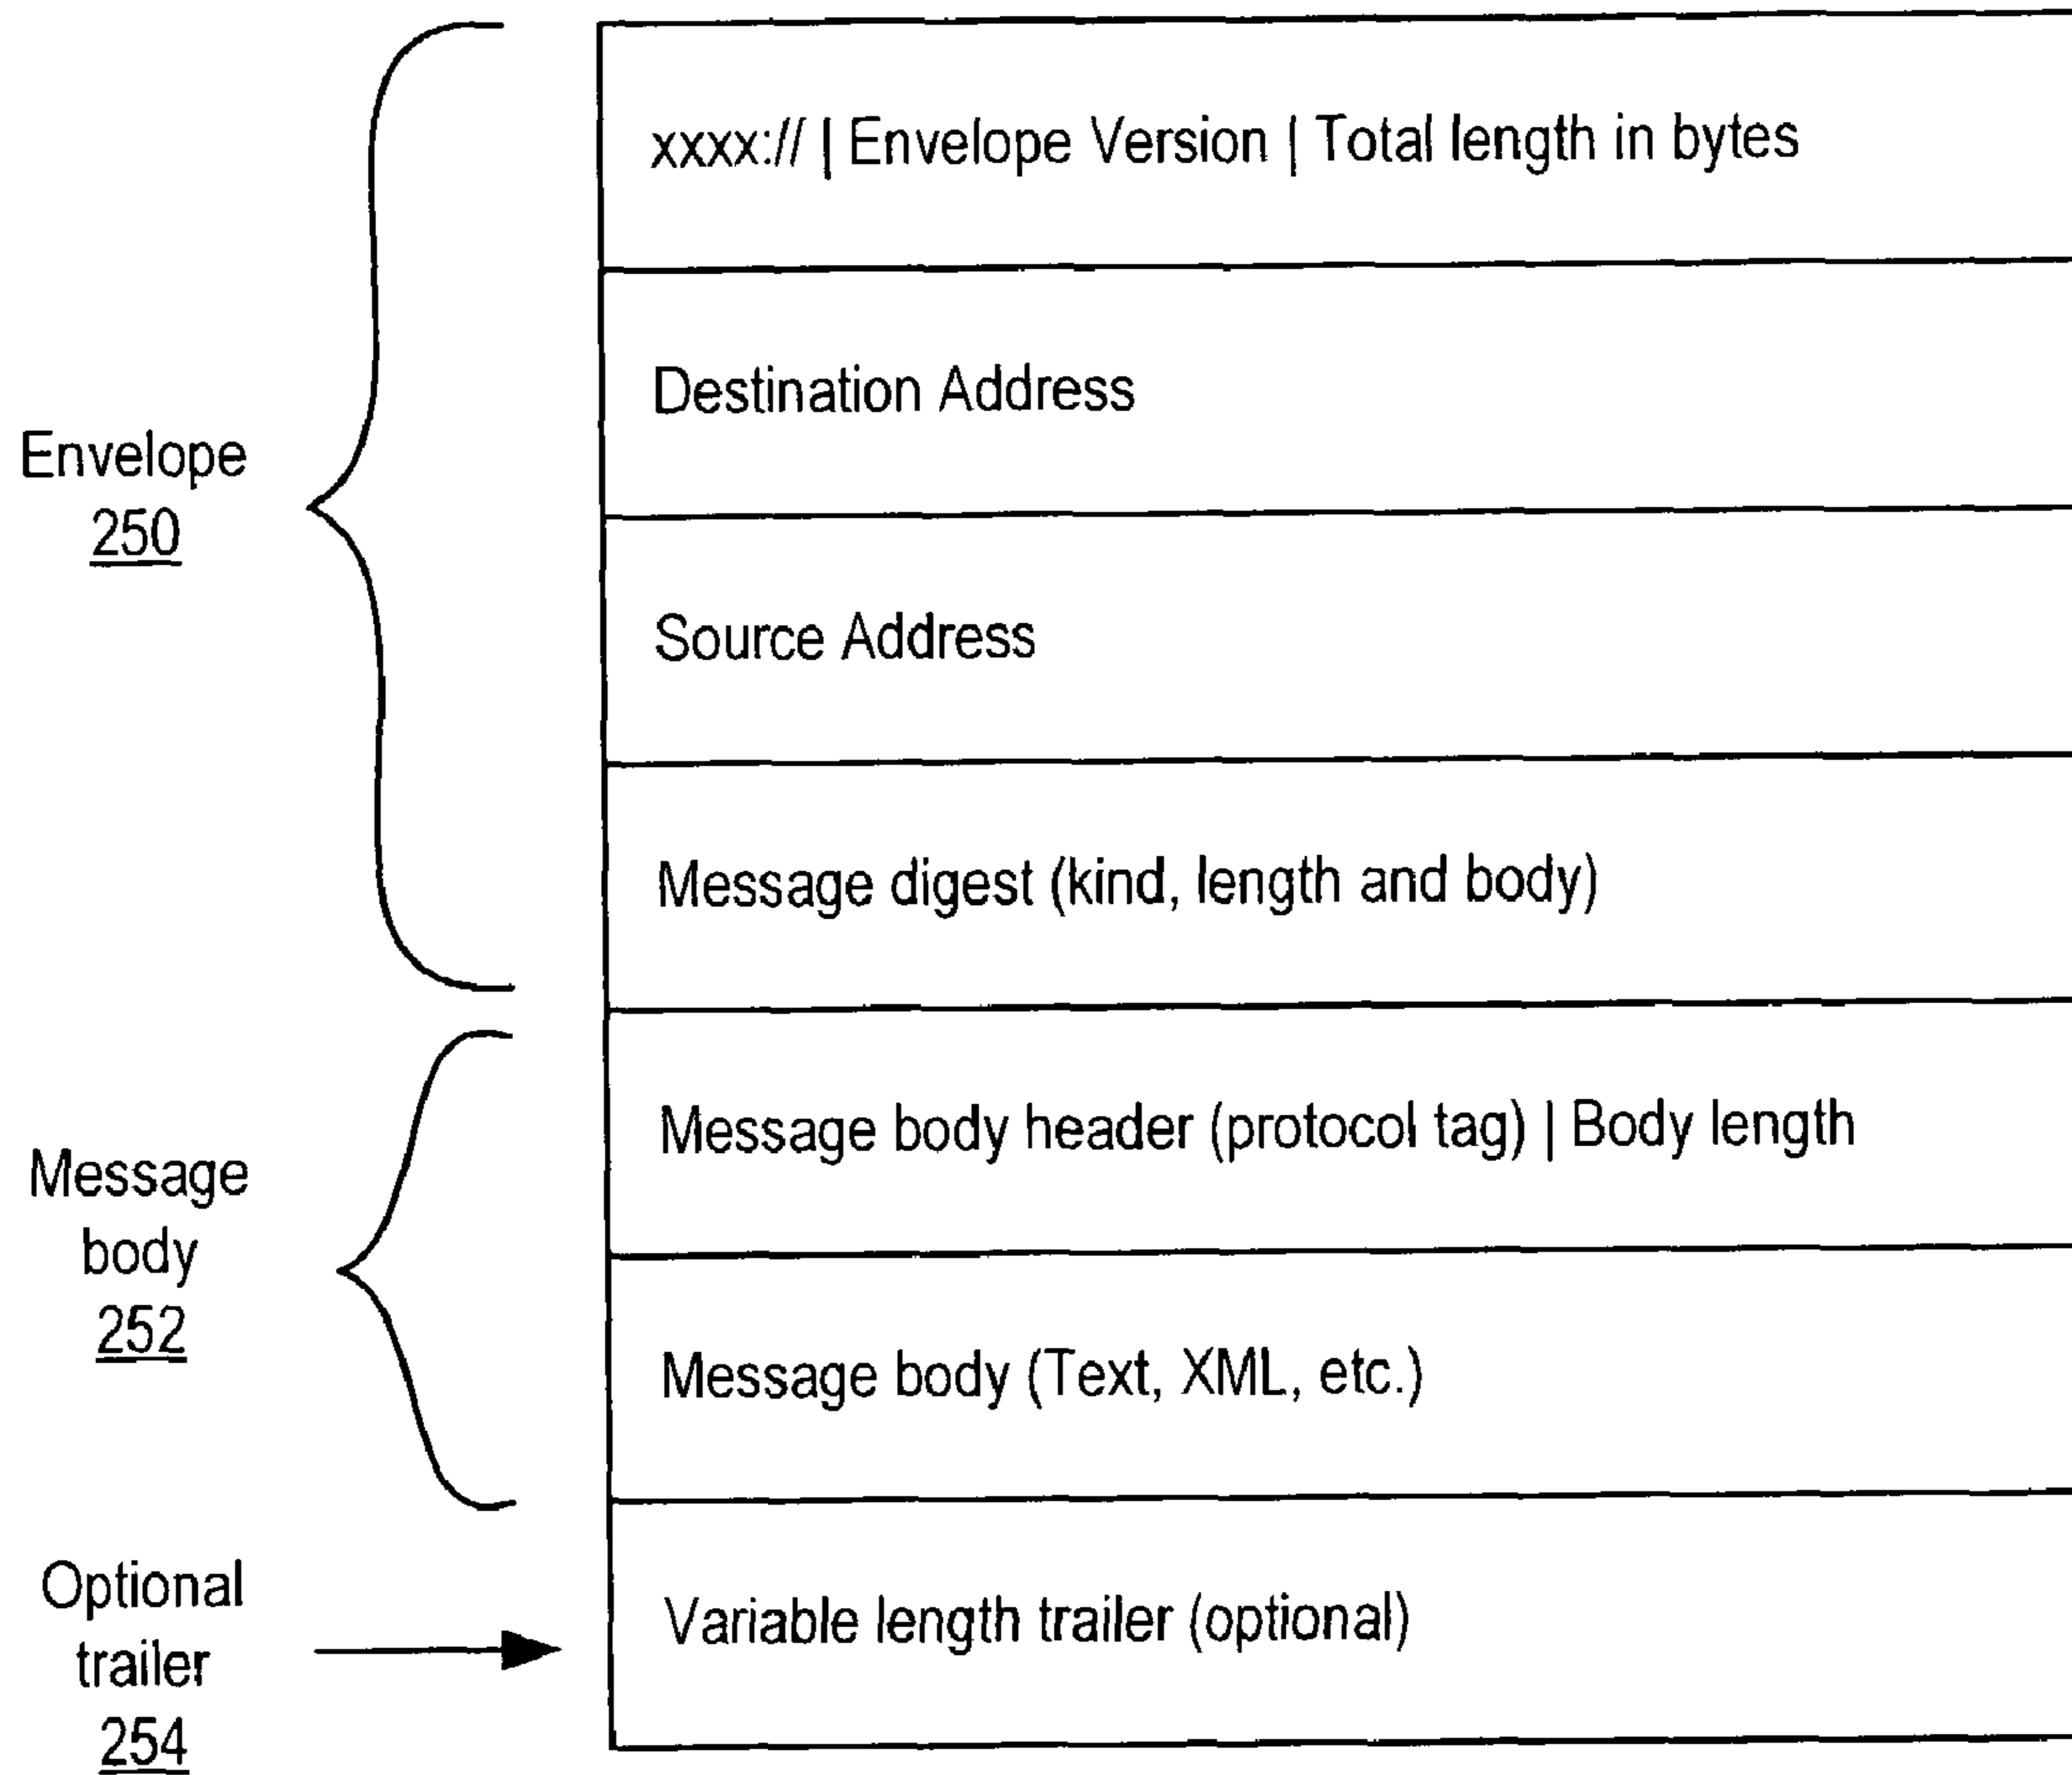 xxxx:// | Envelope Version | Total length in bytes
Destination Address
Envelope
250
Source Address
Message digest (kind, length and body)
Message body header (protocol tag) | Body length
Message
body
252
Message body (Text, XML, etc.)
Optional
trailer
254
Variable length trailer (optional)